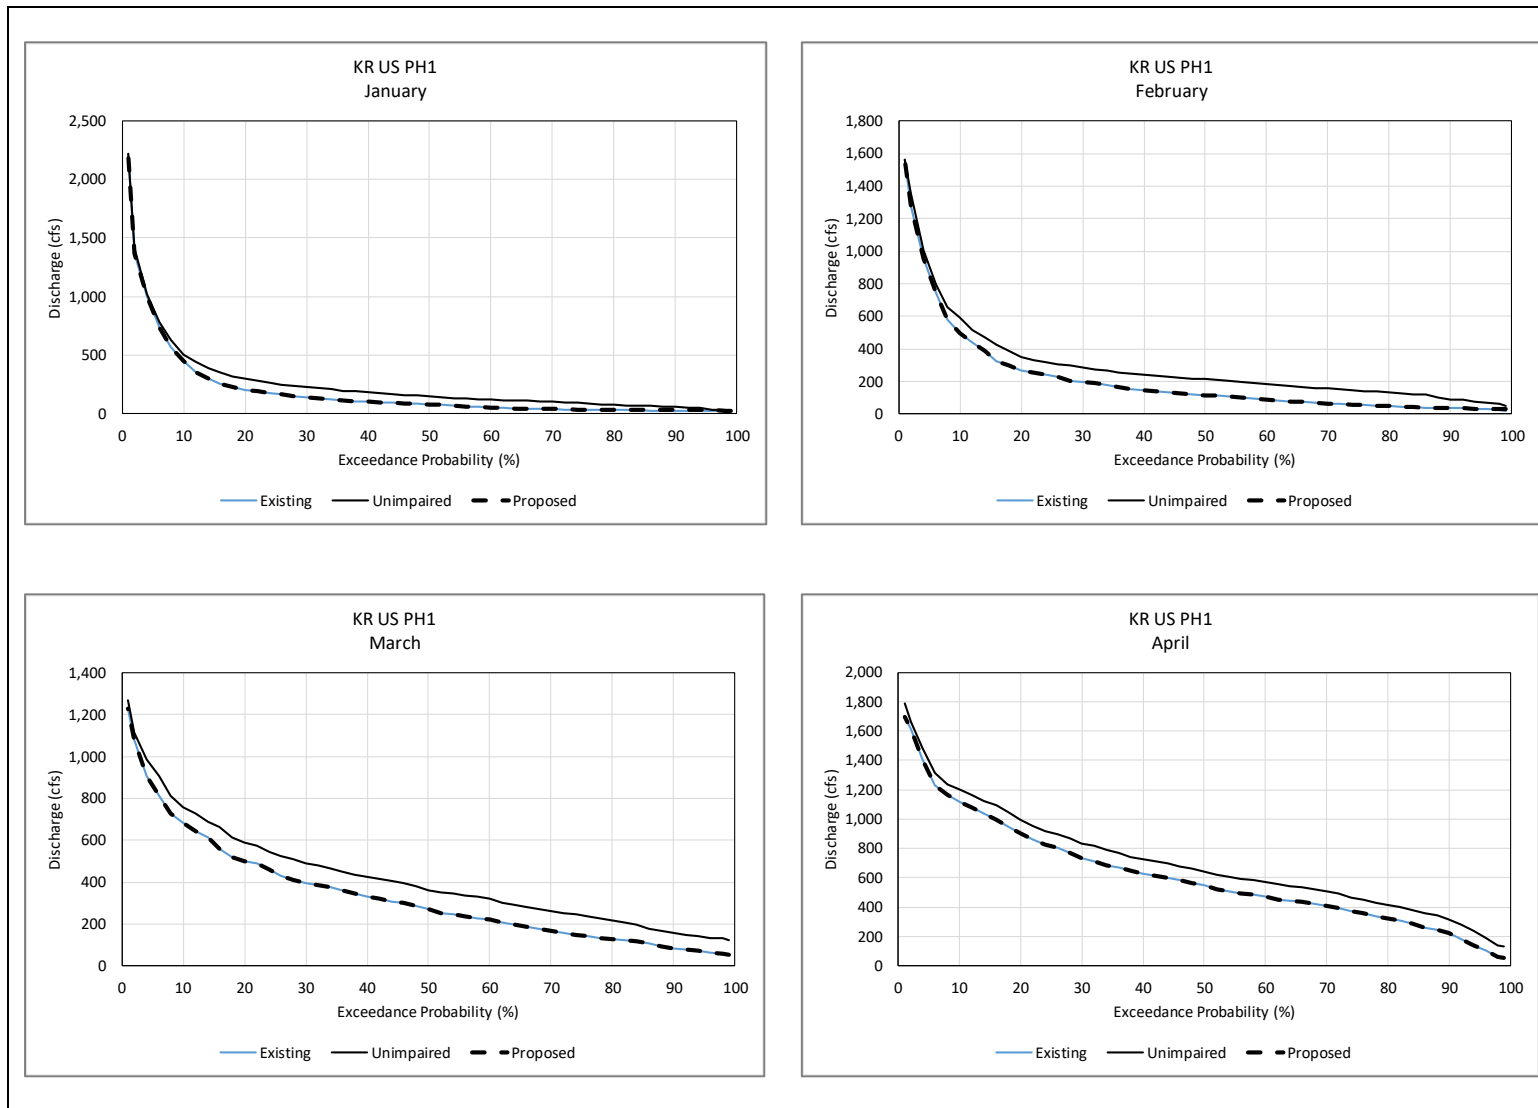 KR US PH1
January
2,500
2,000
1,500
1,000
500
0
Discharge (cfs)
0 10 20 30 40 50 60 70 80 90 100
Exceedance Probability (%)
Existing Unimpaired Proposed
KR US PH1
February
1,800
1,600
1,400
1,200
1,000
800
600
400
200
0
Discharge (cfs)
0 10 20 30 40 50 60 70 80 90 100
Exceedance Probability (%)
Existing Unimpaired Proposed
KR US PH1
March
1,400
1,200
1,000
800
600
400
200
0
Discharge (cfs)
0 10 20 30 40 50 60 70 80 90 100
Exceedance Probability (%)
Existing Unimpaired Proposed
KR US PH1
April
2,000
1,800
1,600
1,400
1,200
1,000
800
600
400
200
0
Discharge (cfs)
0 10 20 30 40 50 60 70 80 90 100
Exceedance Probability (%)
Existing Unimpaired Proposed